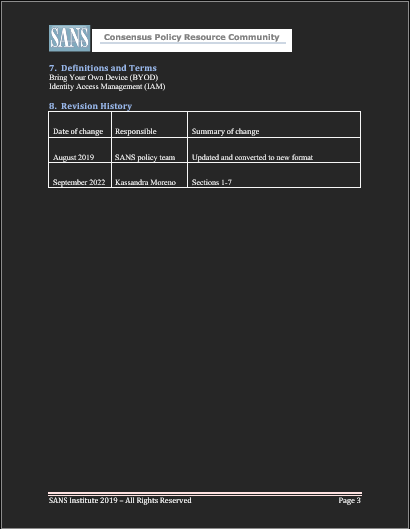 SANS Consensus Policy Resource Community
7. Definitions and Terms
Bring Your Own Device (BYOD)
Identity Access Management (IAM)
8. Revision History
Date of change Responsible Summary of change
August 2019 SANS policy team Updated and converted to new format
September 2022 Kassandra Moreno Sections 1-7
SANS Institute 2019 – All Rights Reserved Page 3